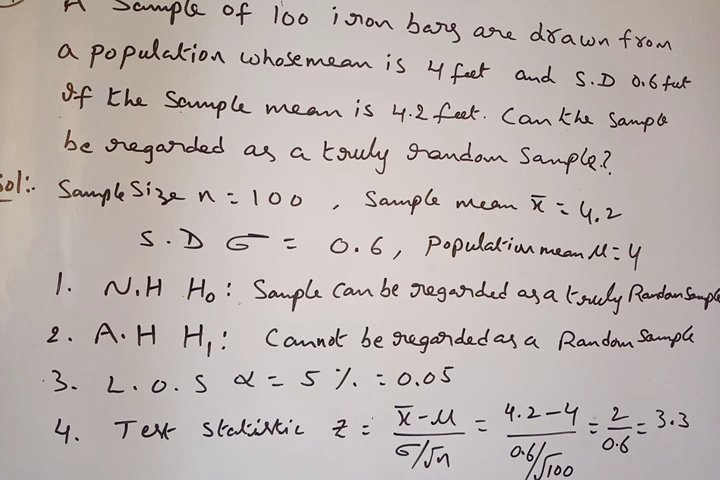 A Sample of 100 iron bars are drawn from
a population whose mean is 4 feet and S.D 0.6 feet
If the Sample mean is 4.2 feet. Can the Sample
be regarded as a truly random Sample?
Sol:. Sample Size n = 100 , Sample mean x̄ = 4.2
S.D σ = 0.6, Population mean μ = 4
1. N.H H₀ : Sample can be regarded as a truly Random Sample
2. A.H H₁ : Cannot be regarded as a Random Sample
3. L.O.S α = 5 % = 0.05
4. Test Statistic z = (x̄ - μ)/(σ/√n) = (4.2 - 4)/(0.6/√100) = 2/0.6 = 3.3